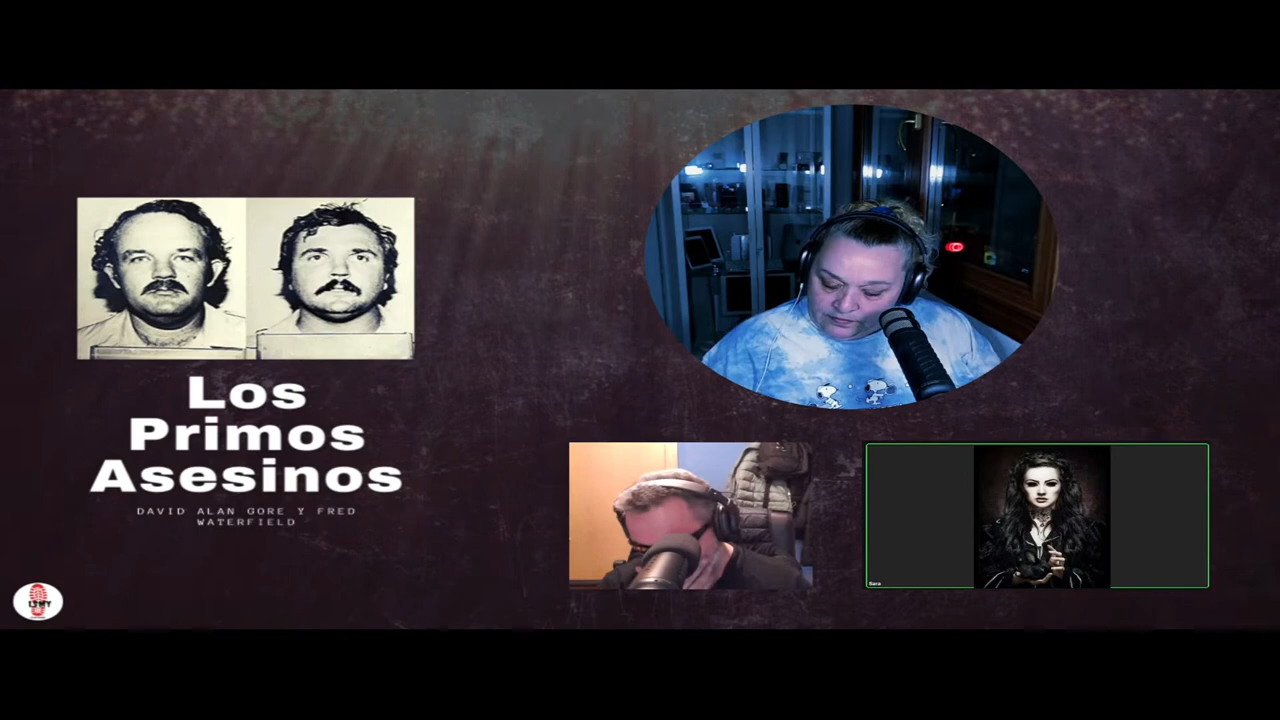 Los
Primos
Asesinos
DAVID ALAN GORE Y FRED
WATERFIELD
Sara